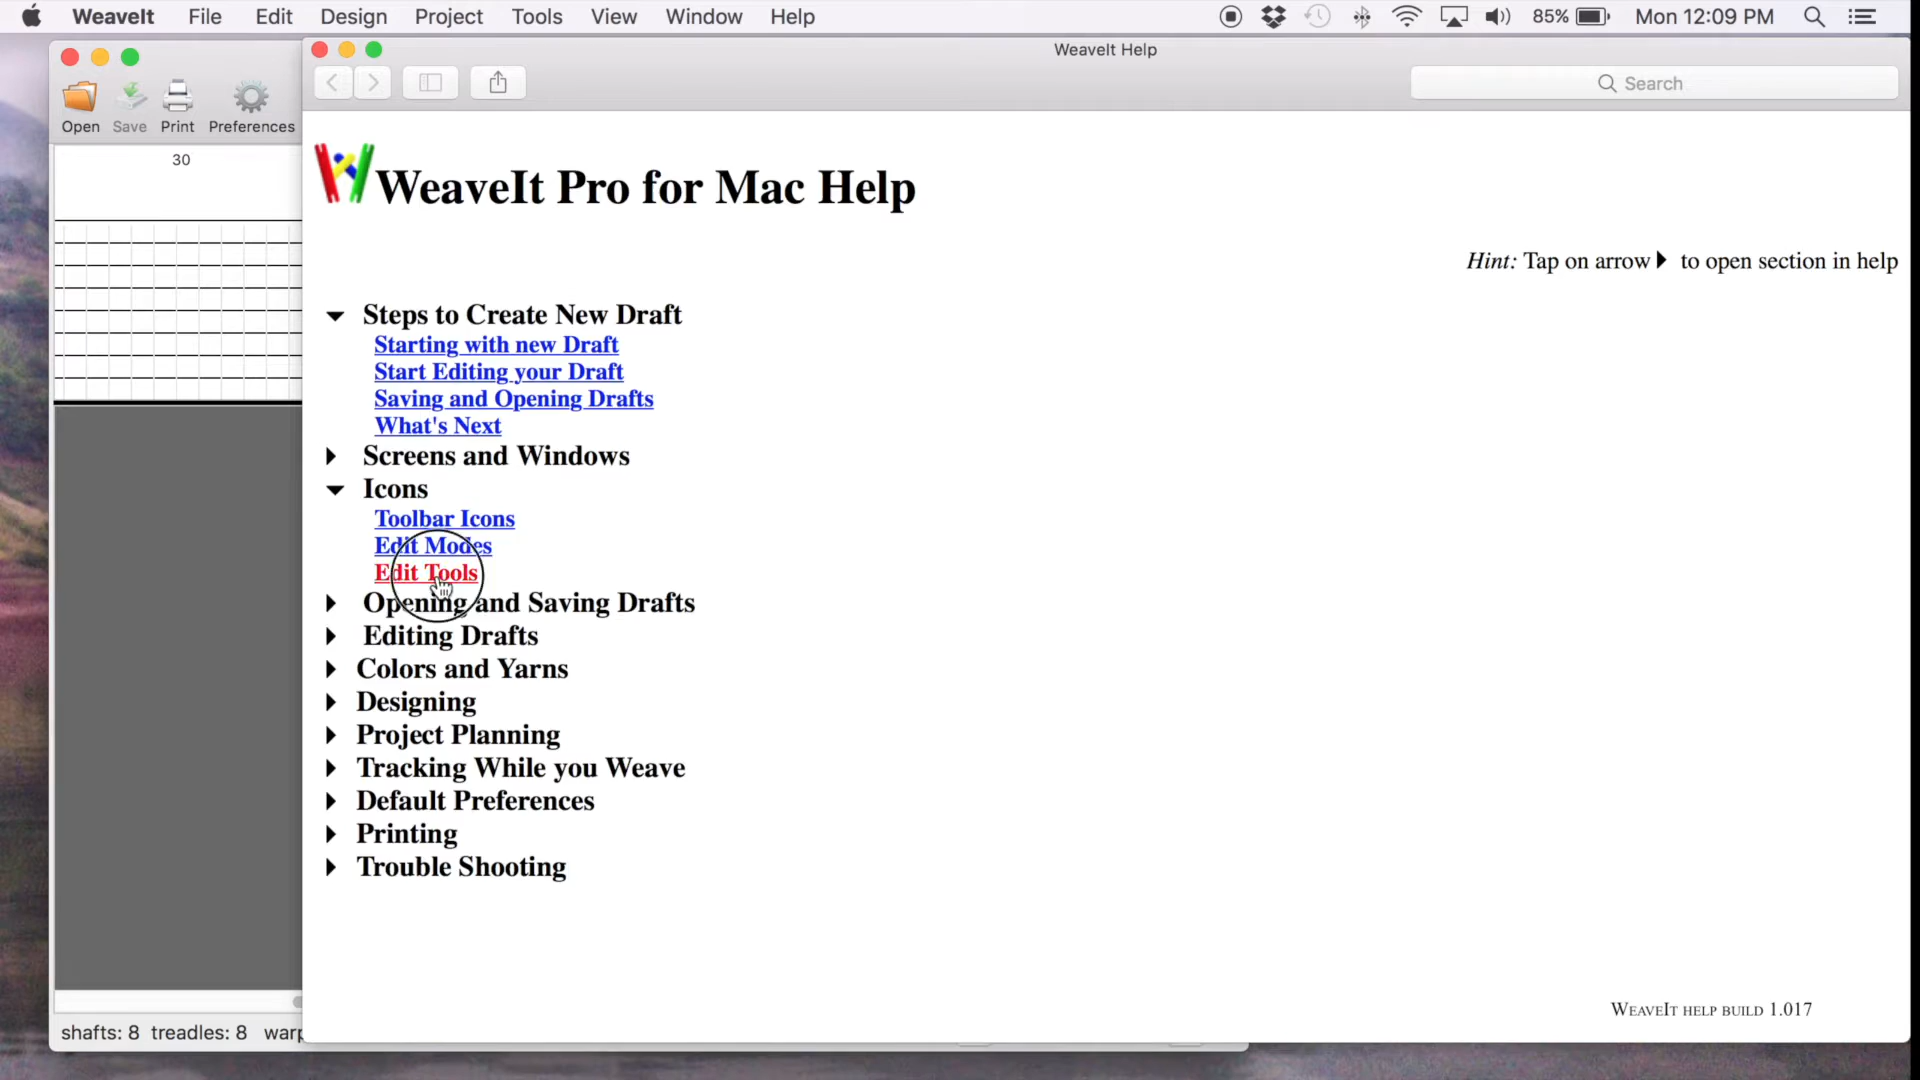 WeaveIt File Edit Design Project Tools View Window Help 85% Mon 12:09 PM
WeaveIt Help
Search
Open Save Print Preferences
30
WeaveIt Pro for Mac Help
Hint: Tap on arrow to open section in help
Steps to Create New Draft
Starting with new Draft
Start Editing your Draft
Saving and Opening Drafts
What's Next
Screens and Windows
Icons
Toolbar Icons
Edit Modes
Edit Tools
Opening and Saving Drafts
Editing Drafts
Colors and Yarns
Designing
Project Planning
Tracking While you Weave
Default Preferences
Printing
Trouble Shooting
WeaveIt help build 1.017
shafts: 8 treadles: 8 warp